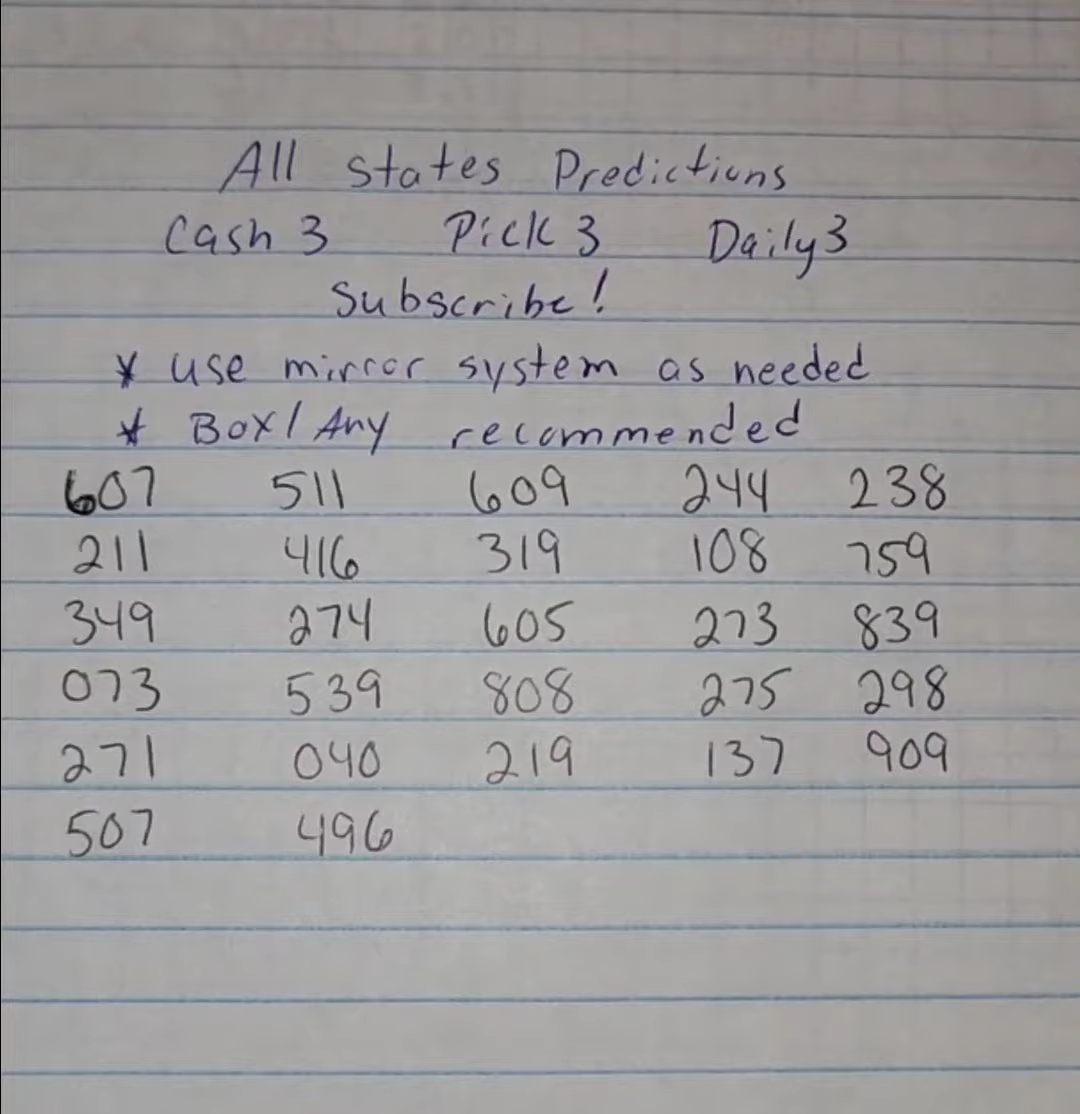 All states Predictions
Cash 3 Pick 3 Daily 3
Subscribe!
* use mirror system as needed
* Box/Any recommended
607 511 609 244 238
211 416 319 108 759
349 274 605 273 839
073 539 808 275 298
271 040 219 137 909
507 496